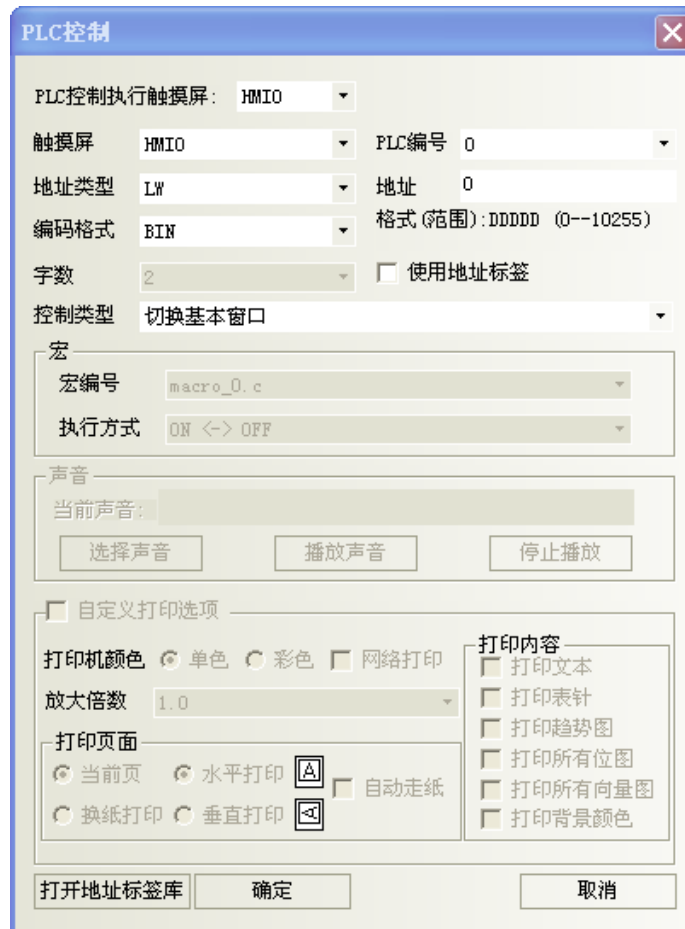 PLC控制
PLC控制执行触摸屏: HMI0
触摸屏 HMI0 PLC编号 0
地址类型 LW 地址 0
编码格式 BIN 格式(范围):DDDDD (0--10255)
字数 2 使用地址标签
控制类型 切换基本窗口
宏
宏编号 macro_0.c
执行方式 ON <-> OFF
声音
当前声音:
选择声音 播放声音 停止播放
自定义打印选项
打印机颜色 单色 彩色 网络打印
放大倍数 1.0
打印页面
当前页 水平打印 A 自动走纸
换纸打印 垂直打印 A
打印内容
打印文本
打印表针
打印趋势图
打印所有位图
打印所有向量图
打印背景颜色
打开地址标签库 确定 取消